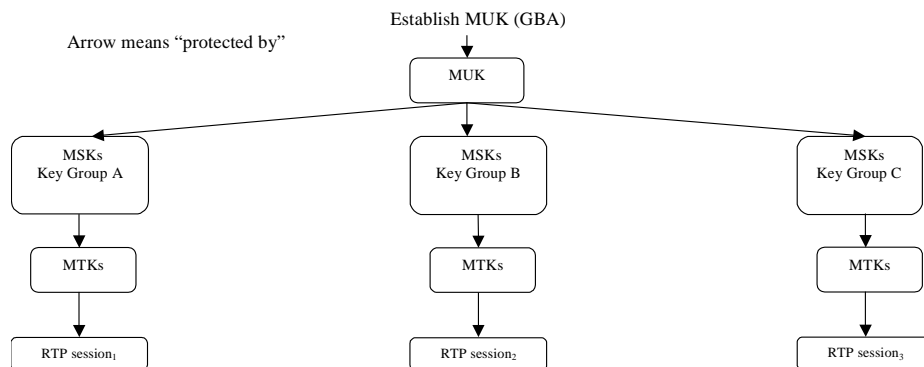 Establish MUK (GBA)
Arrow means “protected by”
MUK
MSKs
Key Group A
MSKs
Key Group B
MSKs
Key Group C
MTKs
MTKs
MTKs
RTP session₁
RTP session₂
RTP session₃